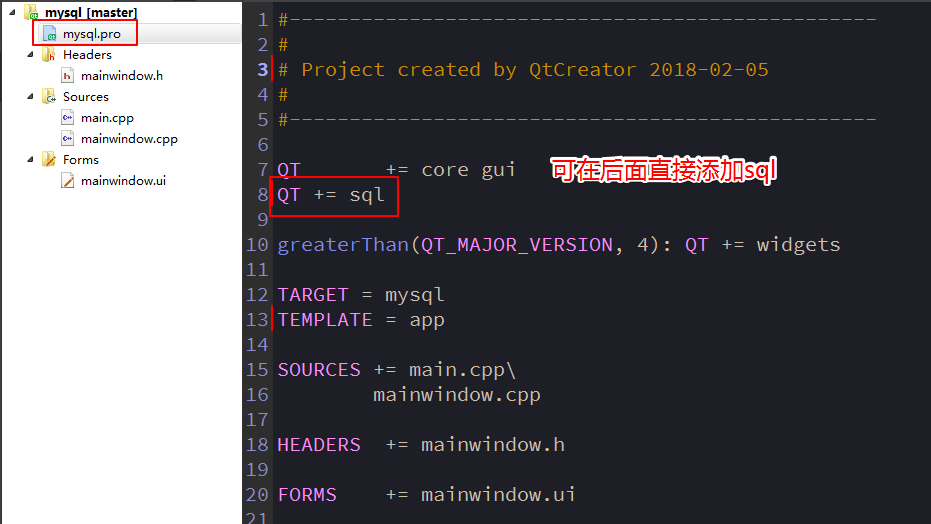 mysql [master]
mysql.pro
Headers
mainwindow.h
Sources
main.cpp
mainwindow.cpp
Forms
mainwindow.ui
1 #-------------------------------------------------
2 #
3 # Project created by QtCreator 2018-02-05
4 #
5 #-------------------------------------------------
6
7 QT       += core gui 可在后面直接添加sql
8 QT += sql
9
10 greaterThan(QT_MAJOR_VERSION, 4): QT += widgets
11
12 TARGET = mysql
13 TEMPLATE = app
14
15 SOURCES += main.cpp\
16         mainwindow.cpp
17
18 HEADERS  += mainwindow.h
19
20 FORMS    += mainwindow.ui
21